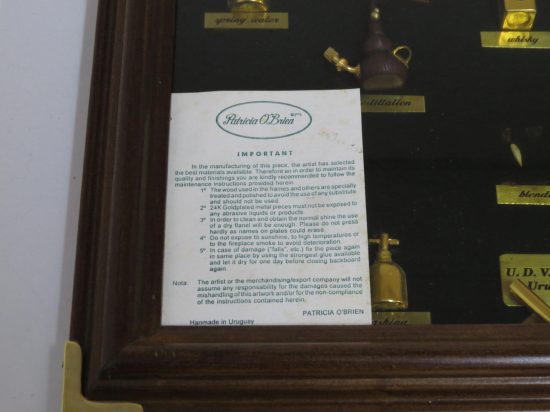 spring water
whisky
Patricia O'Brien
IMPORTANT
In the manufacturing of this piece, the artist has selected
the best materials available. Therefore an in order to maintain its
quality and finishings you are kindly recommended to follow the
maintenance instructions provided herein.
1° The wood used in the frames and others are specially
treated and polished to avoid the use of any substitute
and should not be used.
2° 24K Goldplated metal pieces must not be exposed to
any abrasive liquids or products.
3° In order to clean and obtain the normal shine the use
of a dry flanel will be enough. Please do not press
hardly as names on plates could erase.
4° Do not expose to sunshine, to high temperatures or
to the fireplace smoke to avoid deterioration.
5° In case of damage ("falls", etc.) fix the piece again
in same place by using the strongest glue available
and let it dry for one day before closing backboard
again.
Nota: The artist or the merchandising/export company will not
assume any responsibility for the damages caused the
mishandling of this artwork and/or for the non-compliance
of the instructions contained herein.
PATRICIA O'BRIEN
Hanmade in Uruguay
tillation
blend
U. D. V.
Uru
shing